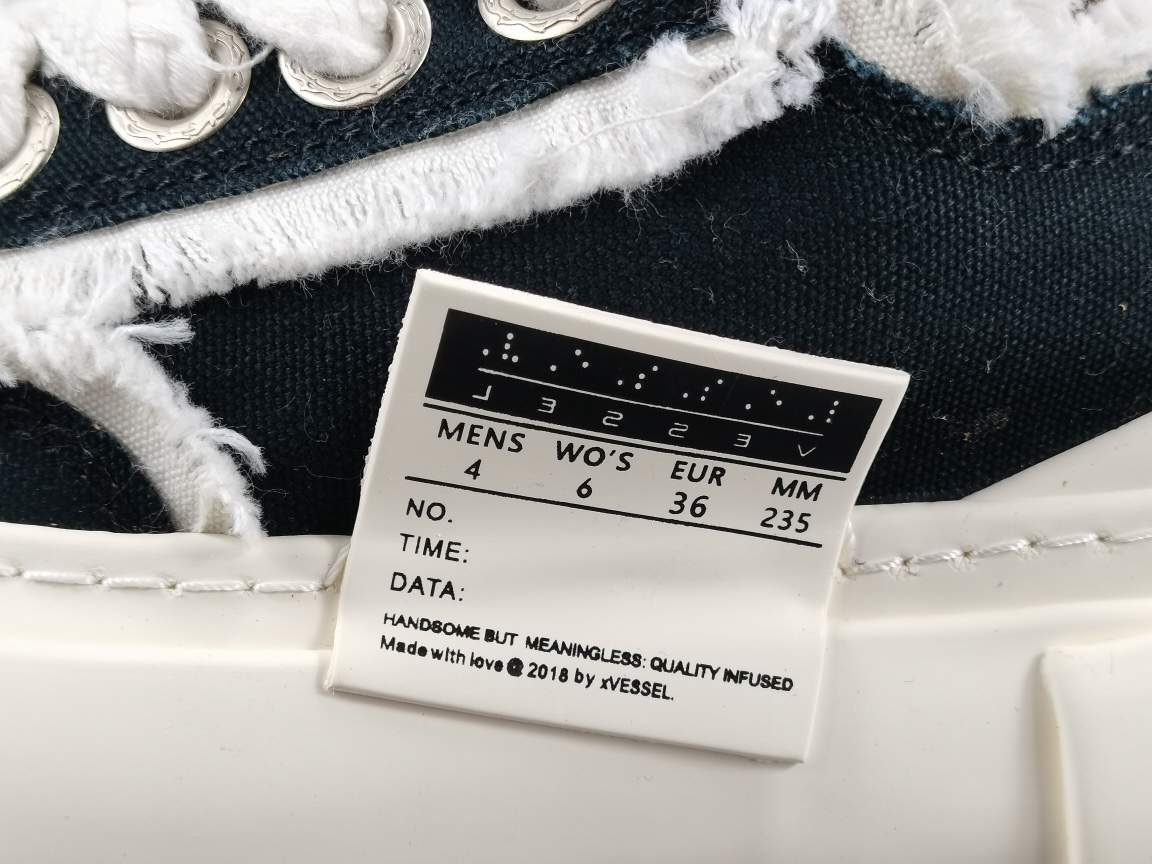 ⅃ Ǝ Ƨ Ƨ Ǝ V
MENS WO'S EUR MM
4 6 36 235
NO.
TIME:
DATA:
HANDSOME BUT MEANINGLESS: QUALITY INFUSED
Made with love @ 2018 by xVESSEL.